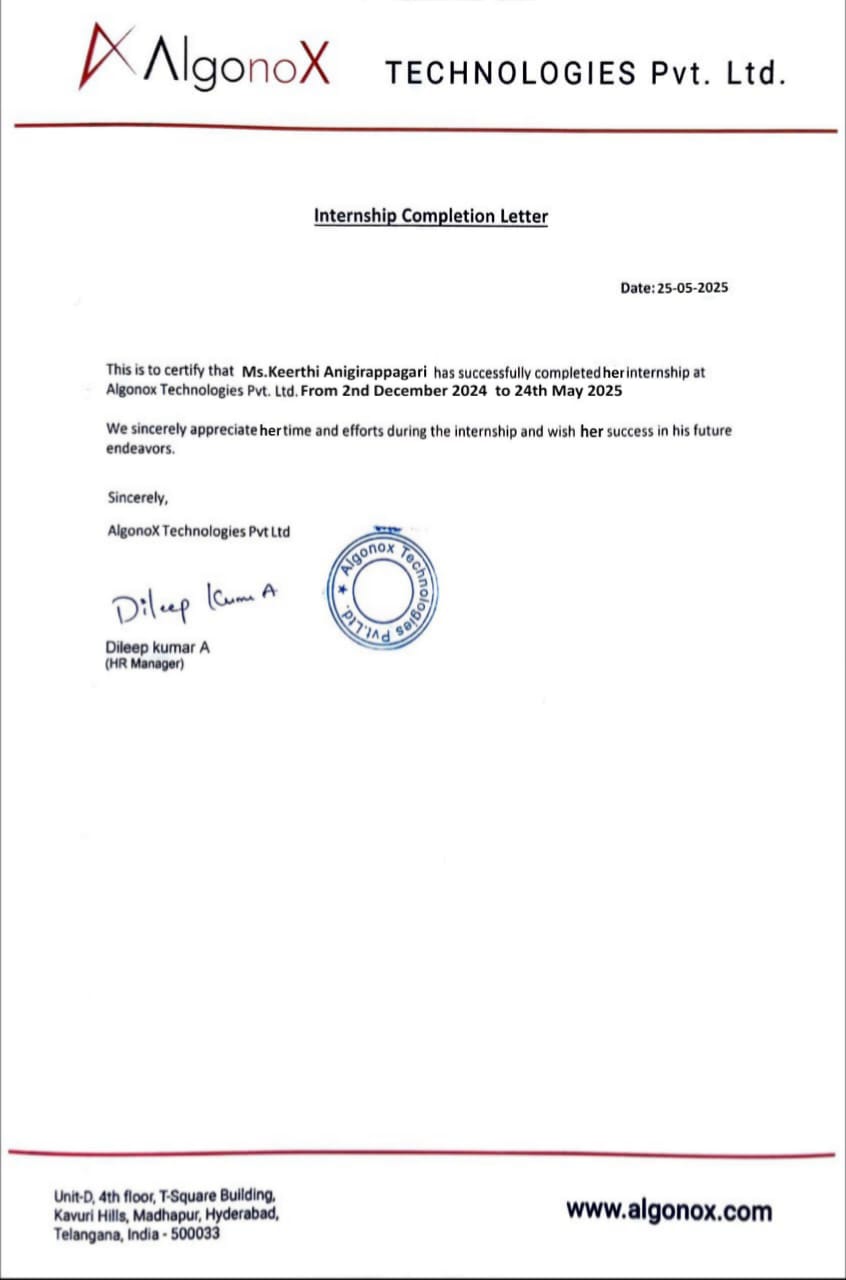 AlgonoX TECHNOLOGIES Pvt. Ltd.
Internship Completion Letter
Date: 25-05-2025
This is to certify that Ms.Keerthi Anigirappagari has successfully completed her internship at
Algonox Technologies Pvt. Ltd. From 2nd December 2024 to 24th May 2025
We sincerely appreciate her time and efforts during the internship and wish her success in his future
endeavors.
Sincerely,
AlgonoX Technologies Pvt Ltd
Dileep Kumar A
Algonox Technologies Pvt.Ltd. ★
Dileep kumar A
(HR Manager)
Unit-D, 4th floor, T-Square Building,
Kavuri Hills, Madhapur, Hyderabad,
Telangana, India - 500033
www.algonox.com